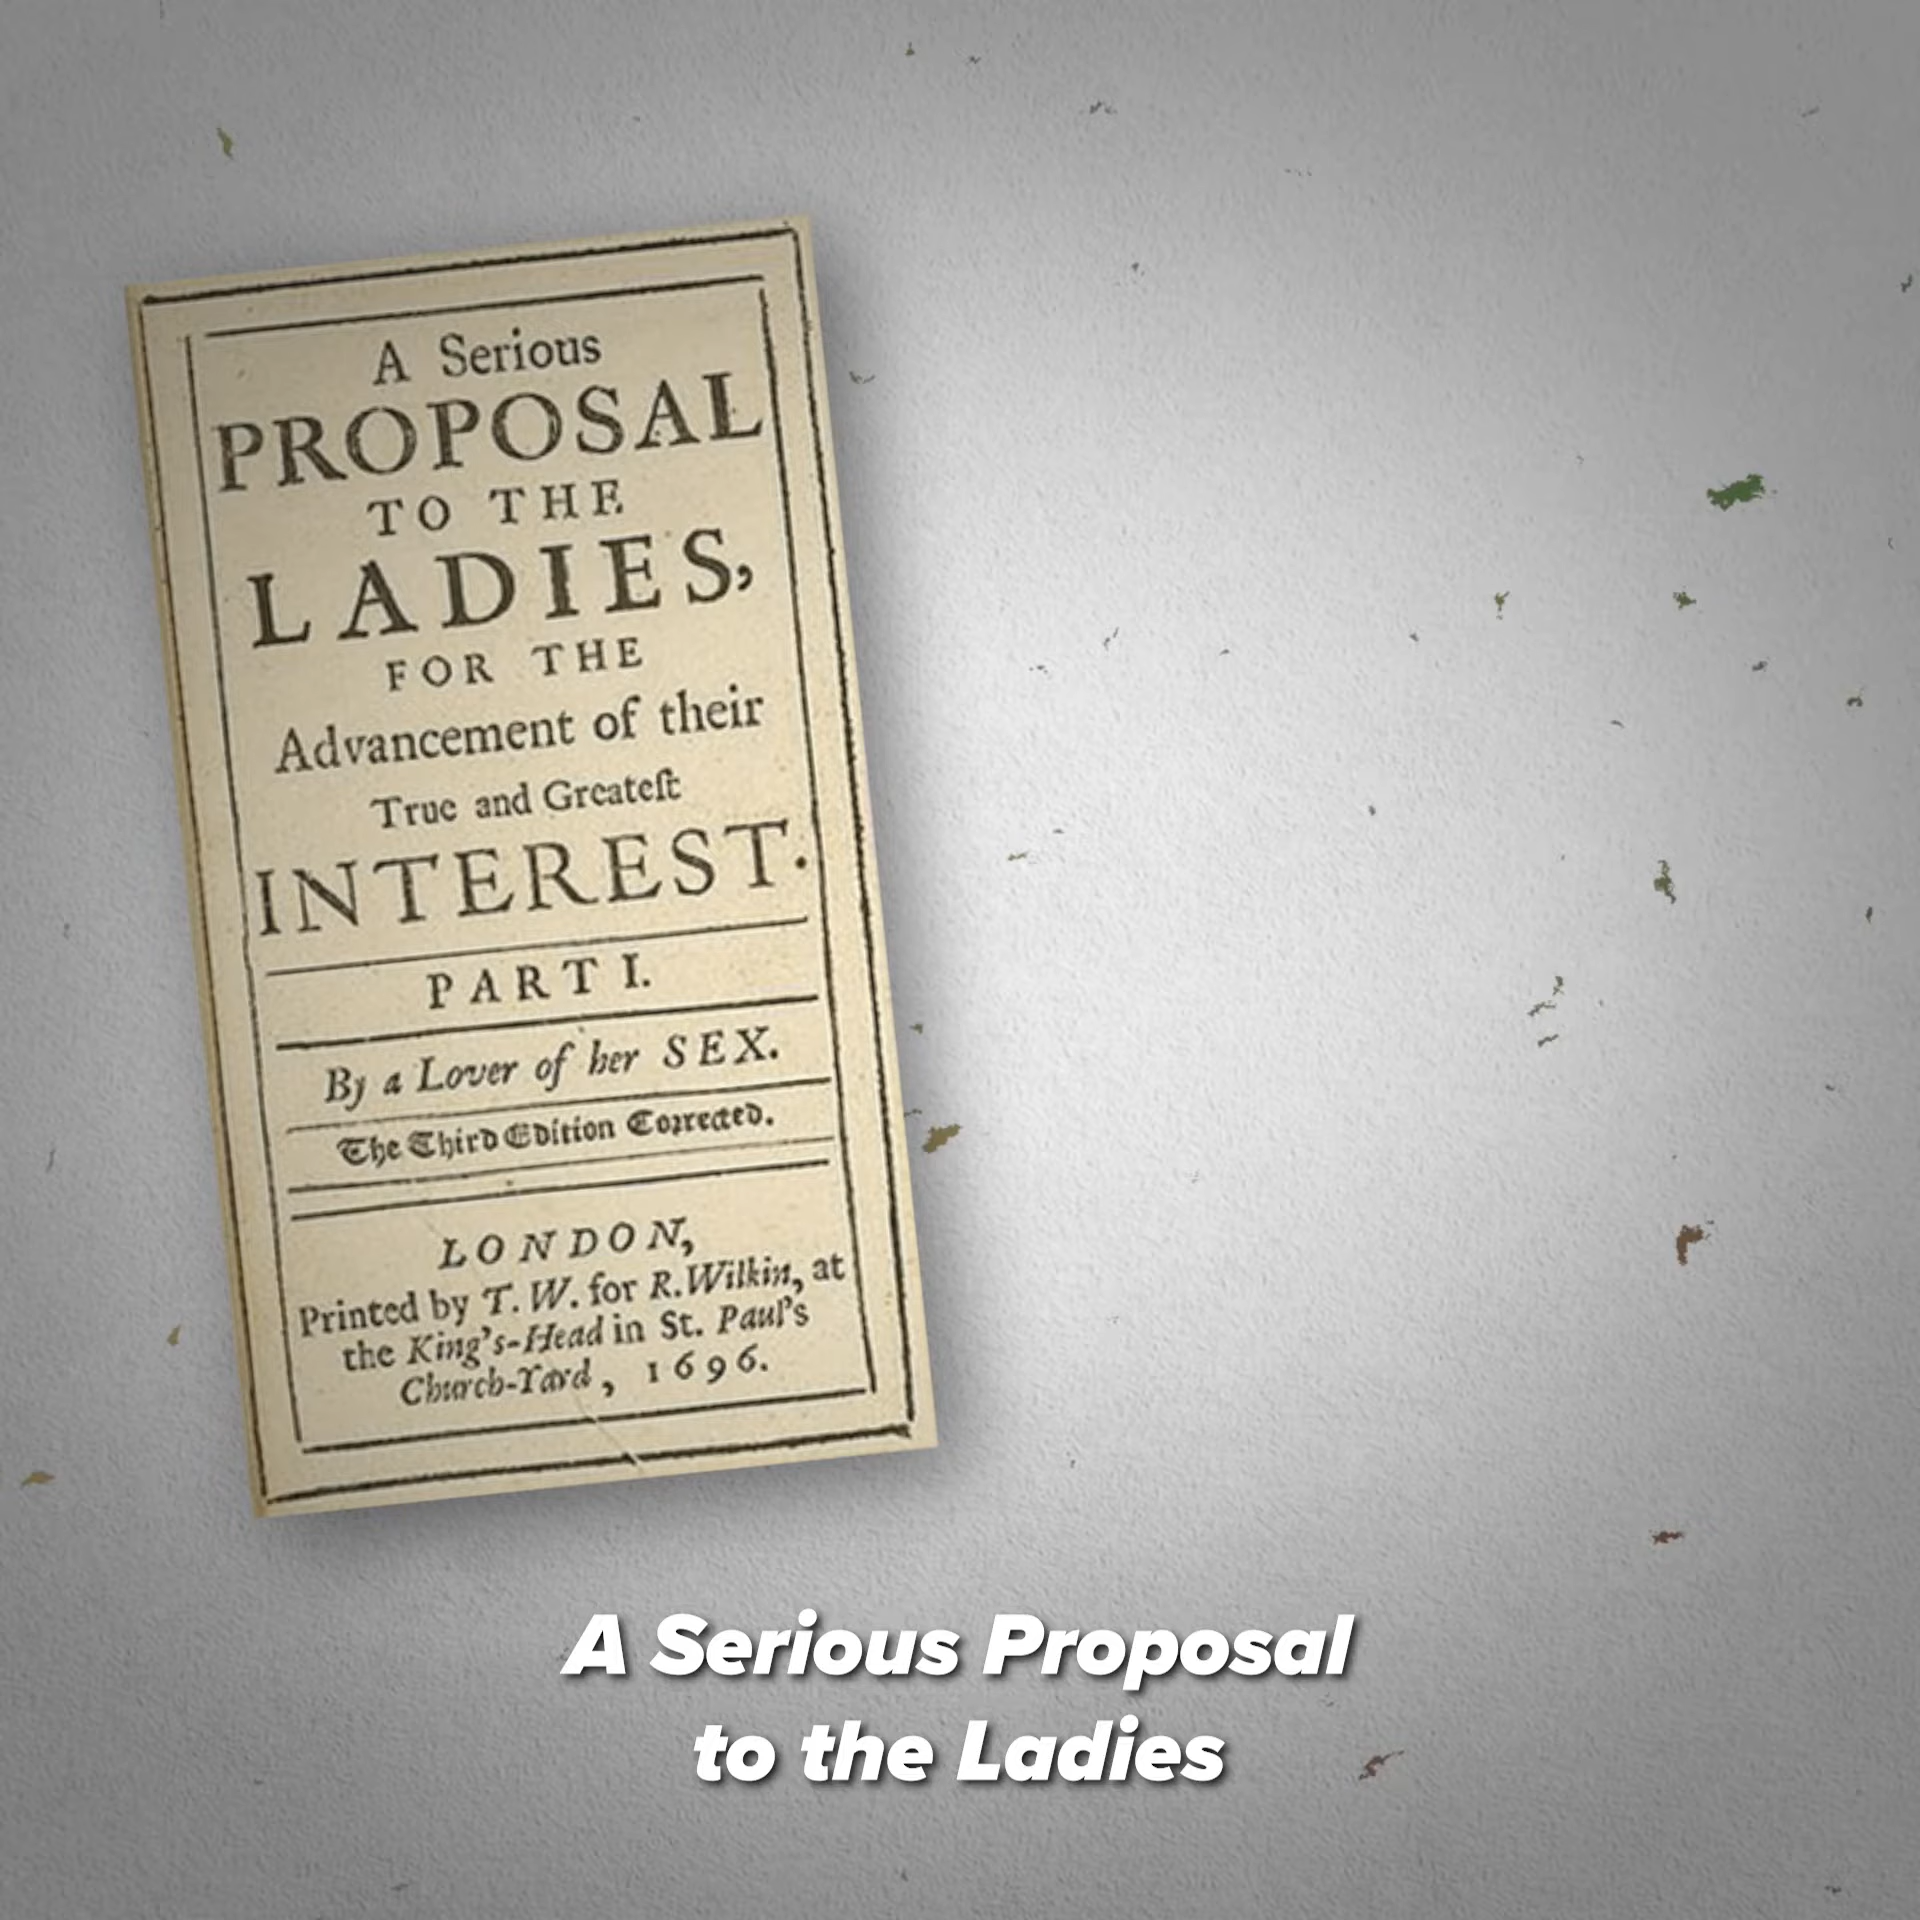 A Serious
PROPOSAL
TO THE
LADIES,
FOR THE
Advancement of their
True and Greateſt
INTEREST.
PART I.
By a Lover of her SEX.
The Third Edition Corrected.
LONDON,
Printed by T. W. for R. Wilkin, at
the King's-Head in St. Paul's
Church-Yard, 1696.
A Serious Proposal
to the Ladies